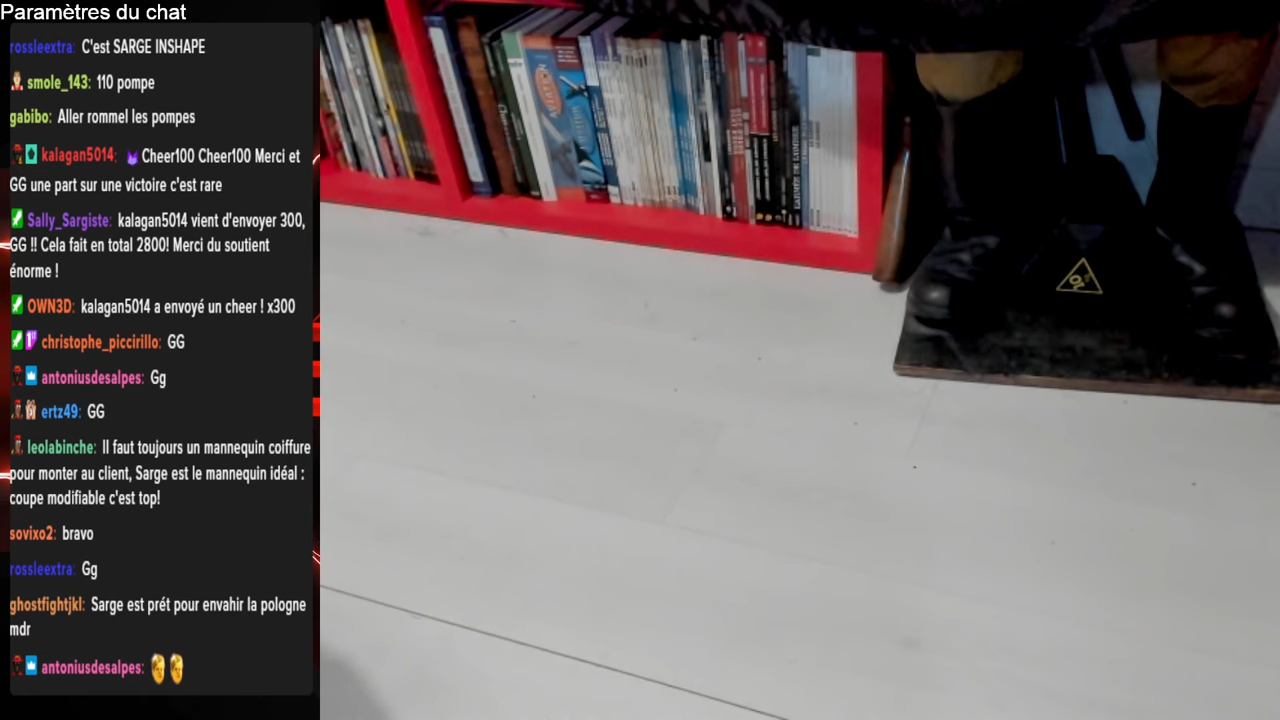 Paramètres du chat
rossleextra: C'est SARGE INSHAPE
smole_143: 110 pompe
gabibo: Aller rommel les pompes
kalagan5014: Cheer100 Cheer100 Merci et
GG une part sur une victoire c'est rare
Sally_Sargiste: kalagan5014 vient d'envoyer 300,
GG !! Cela fait en total 2800! Merci du soutient
énorme !
OWN3D: kalagan5014 a envoyé un cheer ! x300
christophe_piccirillo: GG
antoniusdesalpes: Gg
ertz49: GG
leolabinche: Il faut toujours un mannequin coiffure
pour monter au client, Sarge est le mannequin idéal :
coupe modifiable c'est top!
sovixo2: bravo
rossleextra: Gg
ghostfightjkl: Sarge est prét pour envahir la pologne
mdr
antoniusdesalpes:
AVIATION